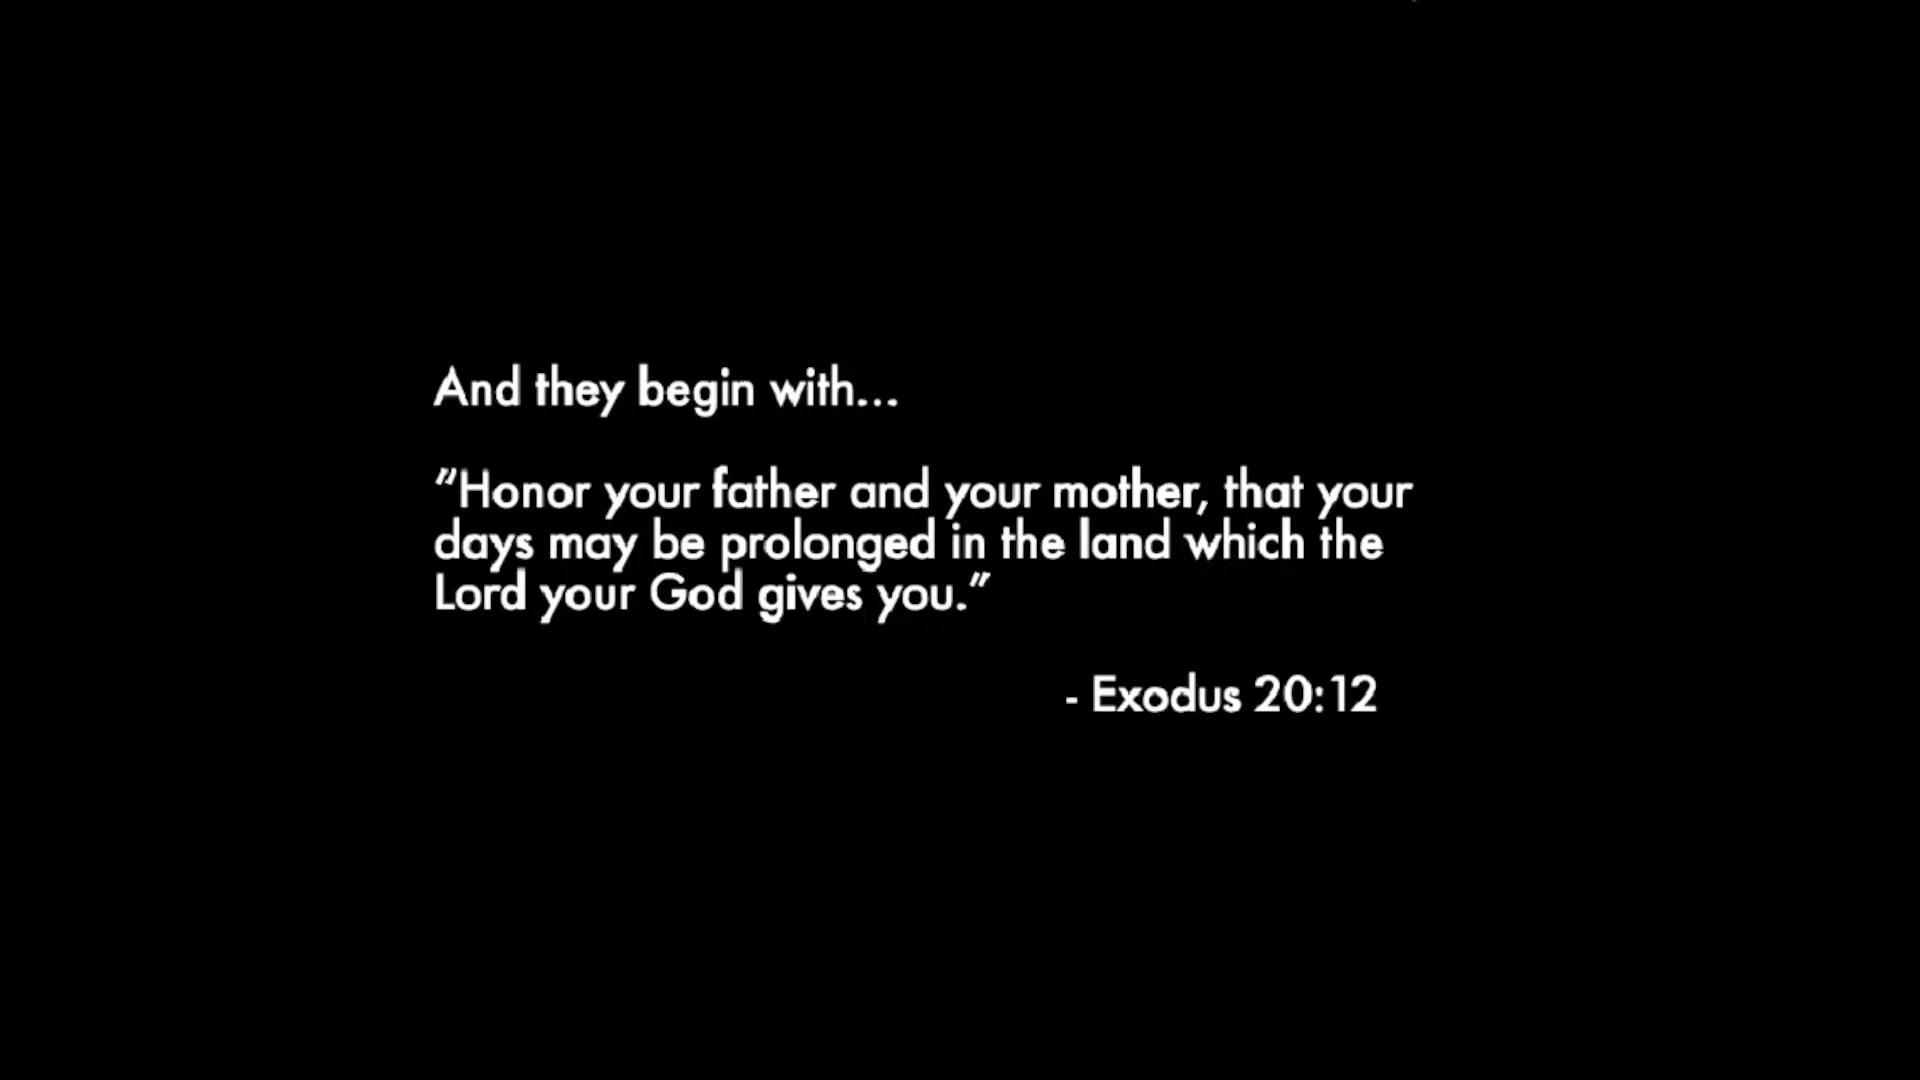 And they begin with...
"Honor your father and your mother, that your
days may be prolonged in the land which the
Lord your God gives you."
- Exodus 20:12